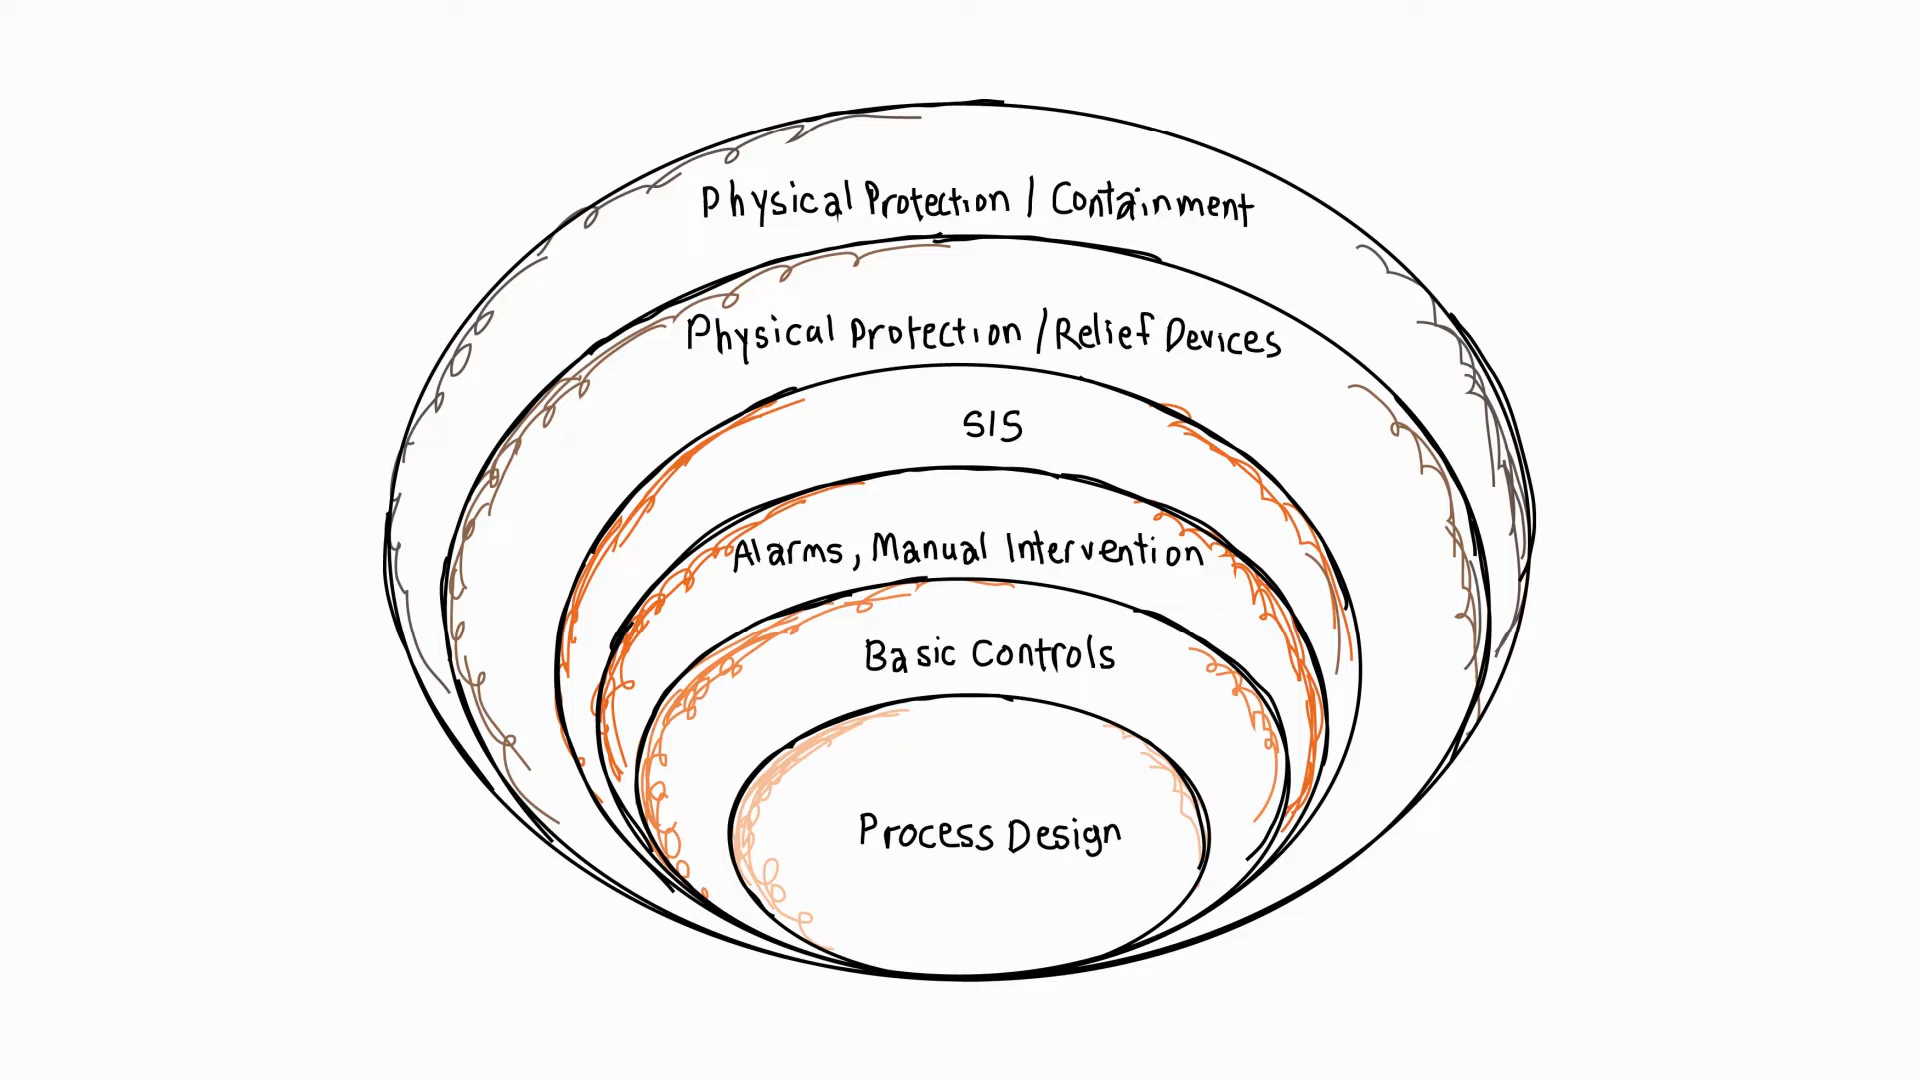 Physical Protection / Containment
Physical Protection / Relief Devices
SIS
Alarms, Manual Intervention
Basic Controls
Process Design